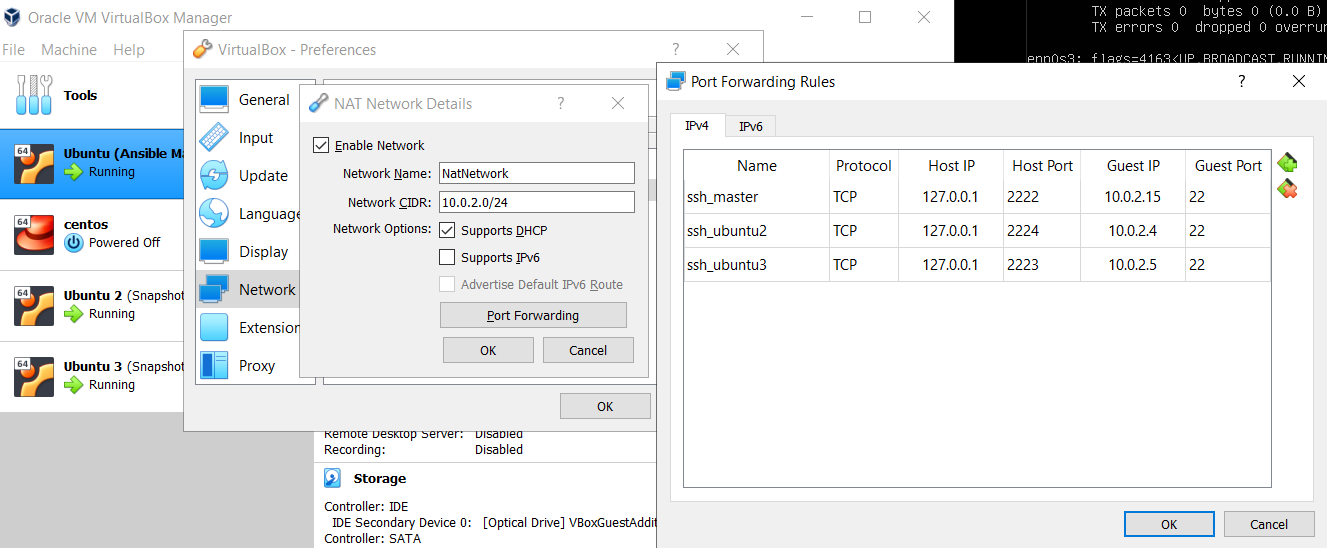 Oracle VM VirtualBox Manager
File Machine Help
Tools
64
Ubuntu (Ansible Ma
Running
64
centos
Powered Off
64
Ubuntu 2 (Snapshot
Running
64
Ubuntu 3 (Snapshot
Running
VirtualBox - Preferences
?
General
Input
Update
Language
Display
Network
Extension
Proxy
OK
NAT Network Details
?
Enable Network
Network Name: NatNetwork
Network CIDR: 10.0.2.0/24
Network Options: Supports DHCP
Supports IPv6
Advertise Default IPv6 Route
Port Forwarding
OK Cancel
Remote Desktop Server: Disabled
Recording: Disabled
Storage
Controller: IDE
IDE Secondary Device 0: [Optical Drive] VBoxGuestAddit
Controller: SATA
TX packets 0 bytes 0 (0.0 B)
TX errors 0 dropped 0 overrun
enp0s3: flags=4163<UP,BROADCAST,RUNNIN
Port Forwarding Rules
?
IPv4 IPv6
Name Protocol Host IP Host Port Guest IP Guest Port
ssh_master TCP 127.0.0.1 2222 10.0.2.15 22
ssh_ubuntu2 TCP 127.0.0.1 2224 10.0.2.4 22
ssh_ubuntu3 TCP 127.0.0.1 2223 10.0.2.5 22
OK Cancel